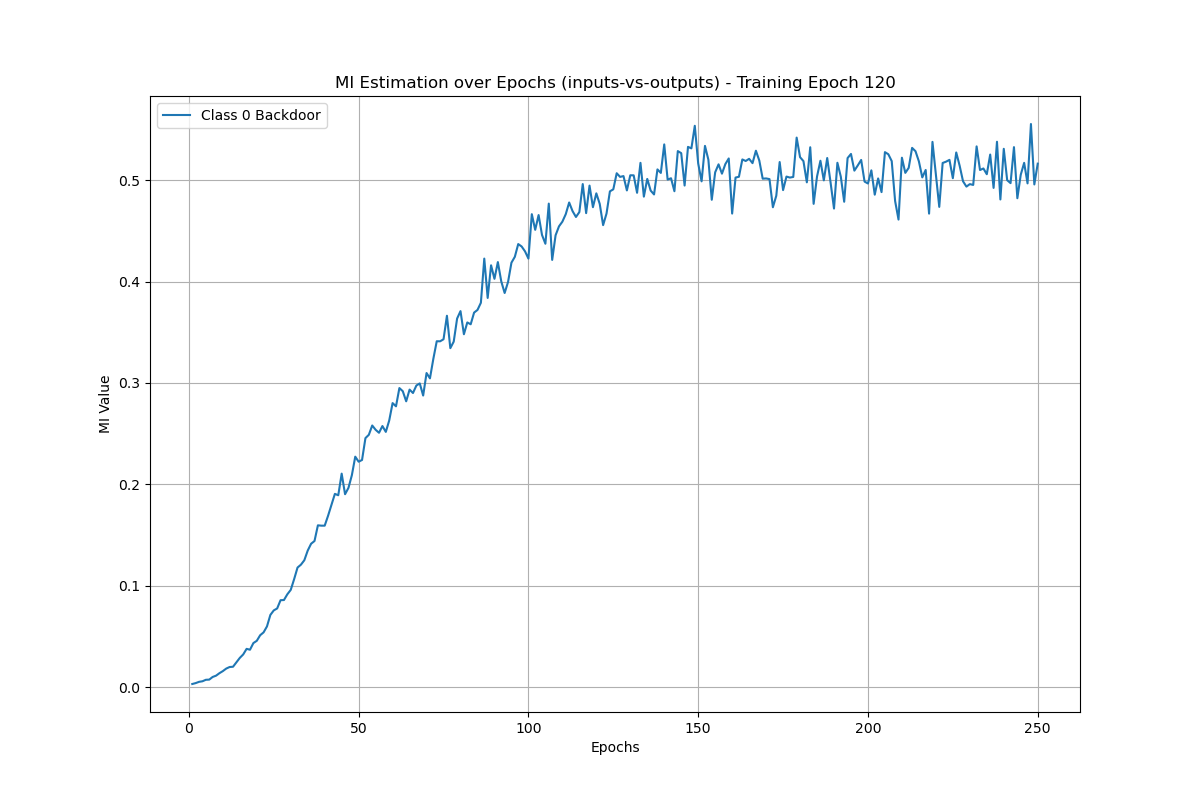 MI Estimation over Epochs (inputs-vs-outputs) - Training Epoch 120
Class 0 Backdoor
0.5
0.4
0.3
0.2
0.1
0.0
MI Value
0 50 100 150 200 250
Epochs